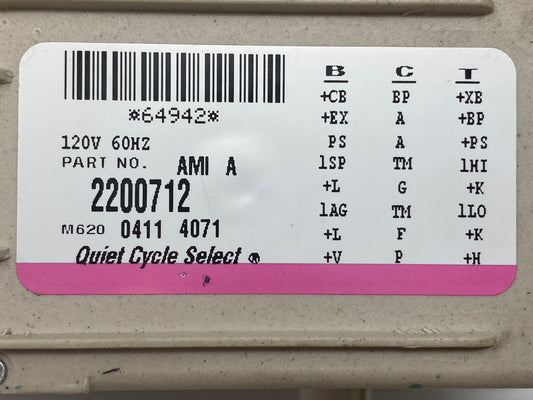 *64942*
120V 60HZ
PART NO. AMI A
2200712
M620 0411 4071
Quiet Cycle Select ®
B C T
+CB BP +XB
+EX A +BP
PS A +PS
1SP TM 1HI
+L G +K
1AG TM 1LO
+L F +K
+V P +H